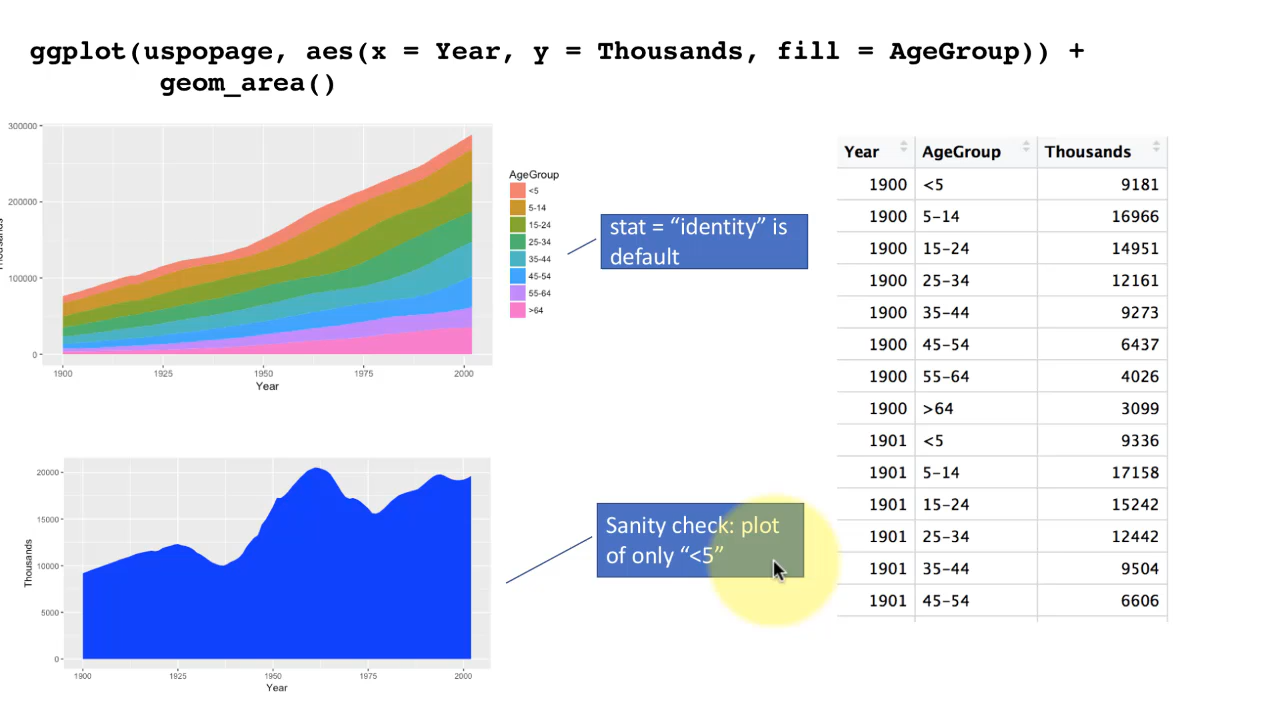 ggplot(uspopage, aes(x = Year, y = Thousands, fill = AgeGroup)) +
geom_area()
300000
200000
100000
0
1900
1925
1950
1975
2000
Year
AgeGroup
<5
5-14
15-24
25-34
35-44
45-54
55-64
>64
stat = “identity” is
default
20000
15000
10000
5000
0
Thousands
1900
1925
1950
1975
2000
Year
Sanity check: plot
of only “<5”
Year AgeGroup Thousands
1900 <5 9181
1900 5–14 16966
1900 15–24 14951
1900 25–34 12161
1900 35–44 9273
1900 45–54 6437
1900 55–64 4026
1900 >64 3099
1901 <5 9336
1901 5–14 17158
1901 15–24 15242
1901 25–34 12442
1901 35–44 9504
1901 45–54 6606